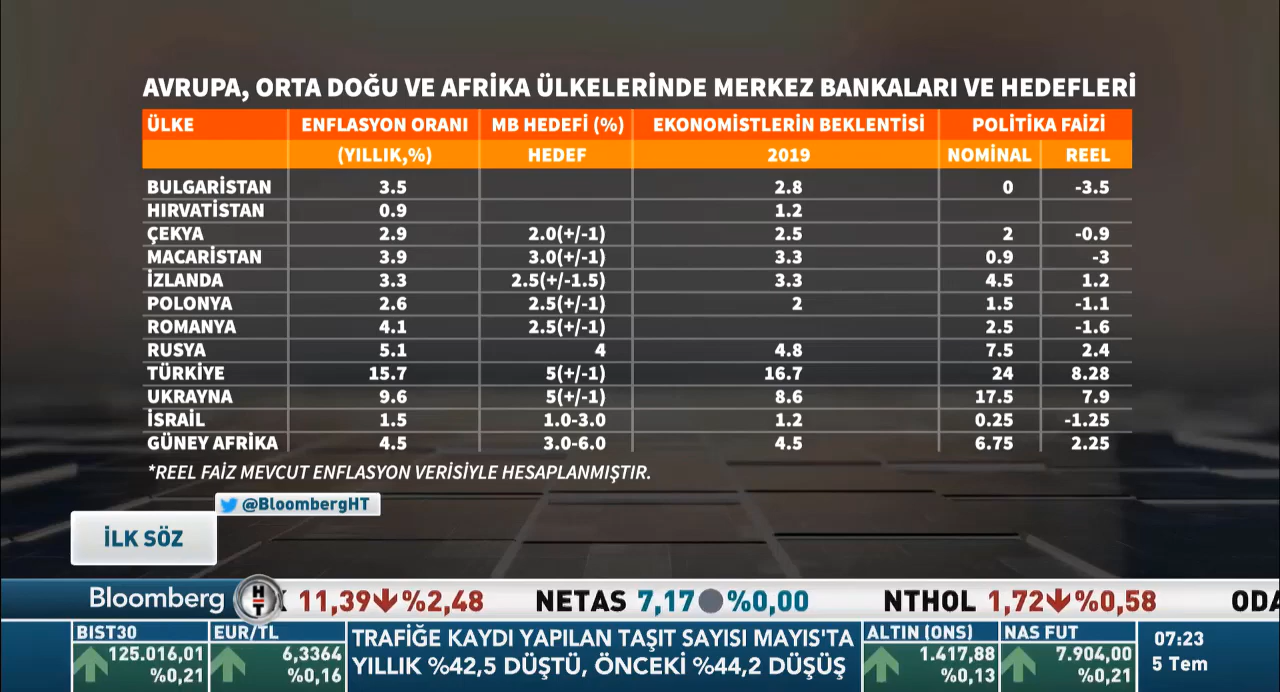 AVRUPA, ORTA DOĞU VE AFRİKA ÜLKELERİNDE MERKEZ BANKALARI VE HEDEFLERİ
ÜLKE ENFLASYON ORANI MB HEDEFİ (%) EKONOMİSTLERİN BEKLENTİSİ POLİTİKA FAİZİ
(YILLIK,%) HEDEF 2019 NOMİNAL REEL
BULGARİSTAN 3.5 2.8 0 -3.5
HIRVATİSTAN 0.9 1.2
ÇEKYA 2.9 2.0(+/-1) 2.5 2 -0.9
MACARİSTAN 3.9 3.0(+/-1) 3.3 0.9 -3
İZLANDA 3.3 2.5(+/-1.5) 3.3 4.5 1.2
POLONYA 2.6 2.5(+/-1) 2 1.5 -1.1
ROMANYA 4.1 2.5(+/-1) 2.5 -1.6
RUSYA 5.1 4 4.8 7.5 2.4
TÜRKİYE 15.7 5(+/-1) 16.7 24 8.28
UKRAYNA 9.6 5(+/-1) 8.6 17.5 7.9
İSRAİL 1.5 1.0-3.0 1.2 0.25 -1.25
GÜNEY AFRİKA 4.5 3.0-6.0 4.5 6.75 2.25
*REEL FAİZ MEVCUT ENFLASYON VERİSİYLE HESAPLANMIŞTIR.
@BloombergHT
İLK SÖZ
Bloomberg HT 11,39 %2,48 NETAS 7,17 %0,00 NTHOL 1,72 %0,58
BIST30 EUR/TL TRAFİĞE KAYDI YAPILAN TAŞIT SAYISI MAYIS'TA ALTIN (ONS) NAS FUT 07:23
125.016,01 6,3364 1.417,88 7.904,00
%0,21 %0,16 YILLIK %42,5 DÜŞTÜ, ÖNCEKİ %44,2 DÜŞÜŞ %0,13 %0,21 5 Tem